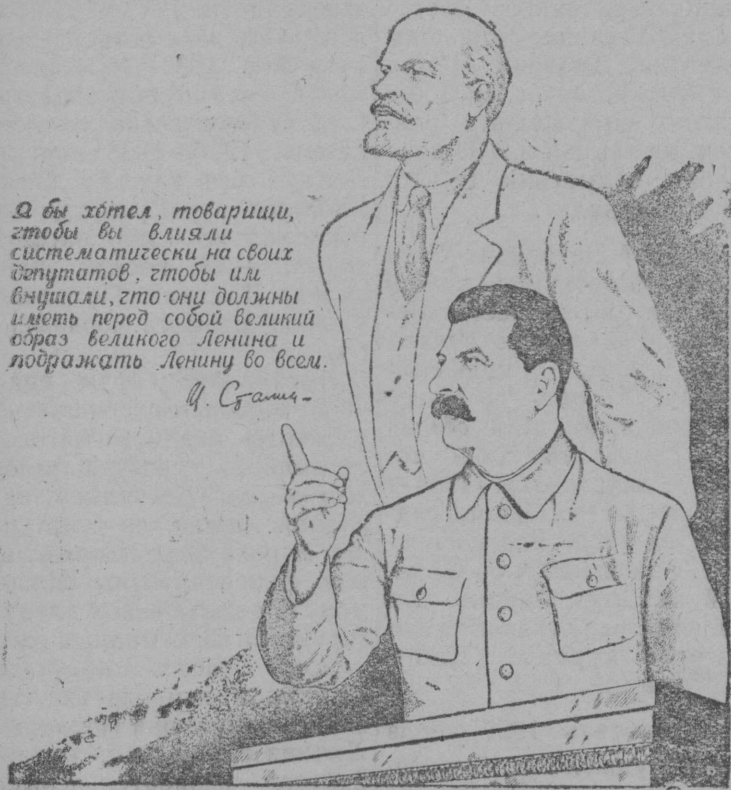 Я бы хотел, товарищи,
чтобы вы влияли
систематически на своих
депутатов, чтобы им
внушали, что они должны
иметь перед собой великий
образ великого Ленина и
подражать Ленину во всем.
И. Сталин